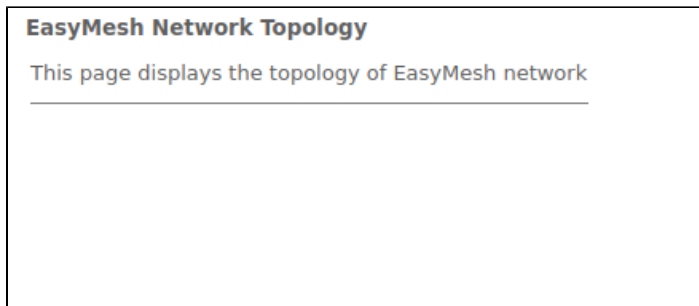 EasyMesh Network Topology
This page displays the topology of EasyMesh network